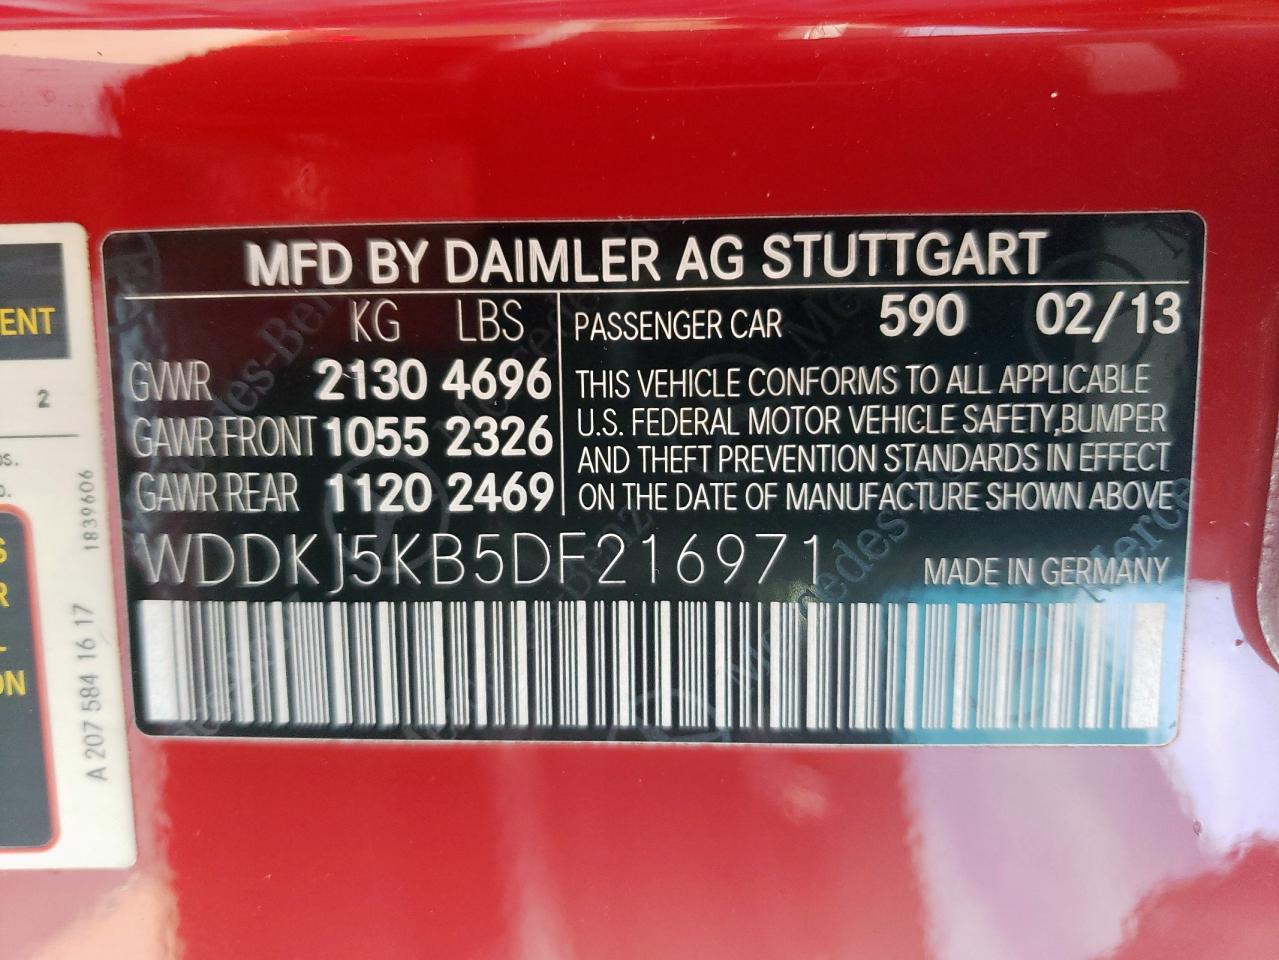 MFD BY DAIMLER AG STUTTGART
KG LBS
GVWR 2130 4696
GAWR FRONT 1055 2326
GAWR REAR 1120 2469
PASSENGER CAR 590 02/13
THIS VEHICLE CONFORMS TO ALL APPLICABLE
U.S. FEDERAL MOTOR VEHICLE SAFETY,BUMPER
AND THEFT PREVENTION STANDARDS IN EFFECT
ON THE DATE OF MANUFACTURE SHOWN ABOVE
WDDKJ5KB5DF216971
MADE IN GERMANY
ENT
2
1839606
A 207 584 16 17